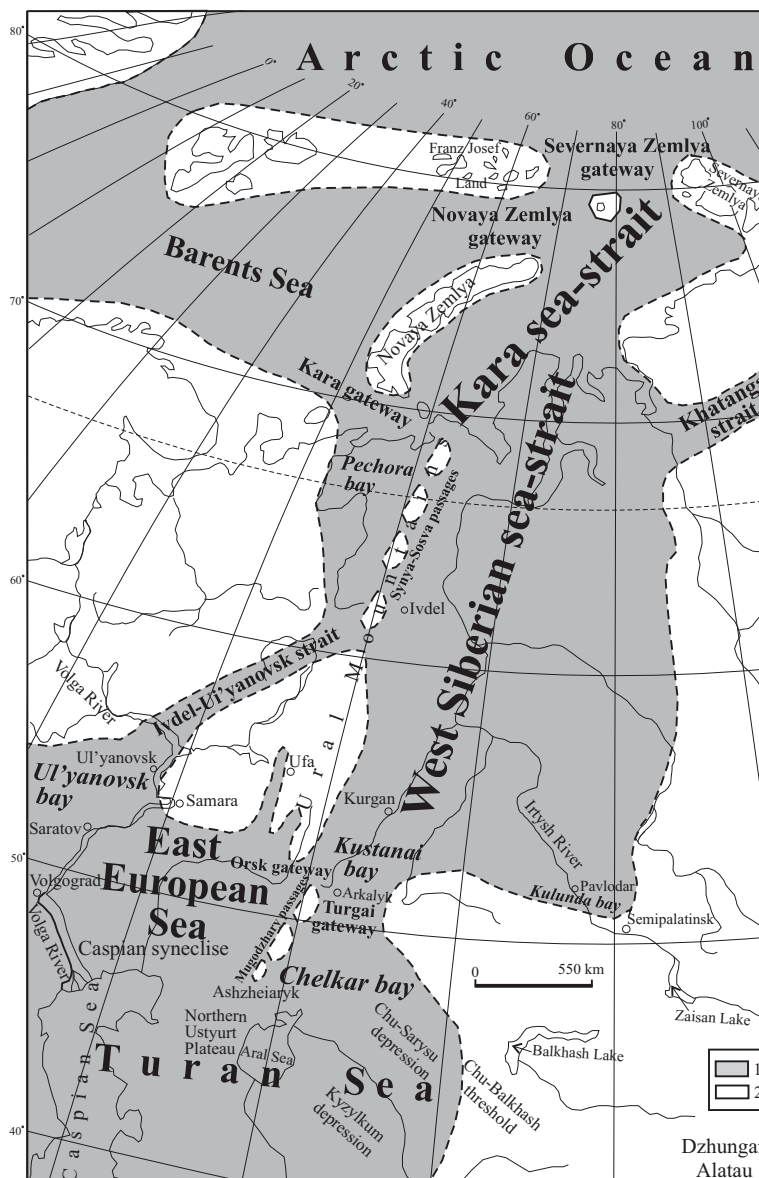 80°
Arctic Ocean
0°
20°
40°
60°
80°
100°
Franz Josef
Land
Severnaya Zemlya
gateway
Severnaya
Zemlya
Novaya Zemlya
gateway
Barents Sea
Novaya Zemlya
Kara sea-strait
70°
Kara gateway
Khatanga
strait
Pechora
bay
Synya-Sosva passages
Ural Mountains
West Siberian sea-strait
Ivdel
60°
Ivdel-Ui'yanovsk strait
Volga River
Ul'yanovsk
Ul'yanovsk
bay
Ufa
Samara
Kurgan
Saratov
Irtysh River
East
European
Sea
Orsk gateway
Kustanai
bay
50°
Volgograd
Volga River
Mugodzhary passages
Arkalyk
Turgai
gateway
Pavlodar
Kulunda bay
Semipalatinsk
Caspian syneclise
Chelkar bay
Ashzheiaryk
0 550 km
Zaisan Lake
Northern
Ustyurt
Plateau
Aral Sea
Chu-Sarysu
depression
Balkhash Lake
Caspian Sea
Turan Sea
Kyzylkum
depression
Chu-Balkhash
threshold
1
2
40°
Dzhungar
Alatau